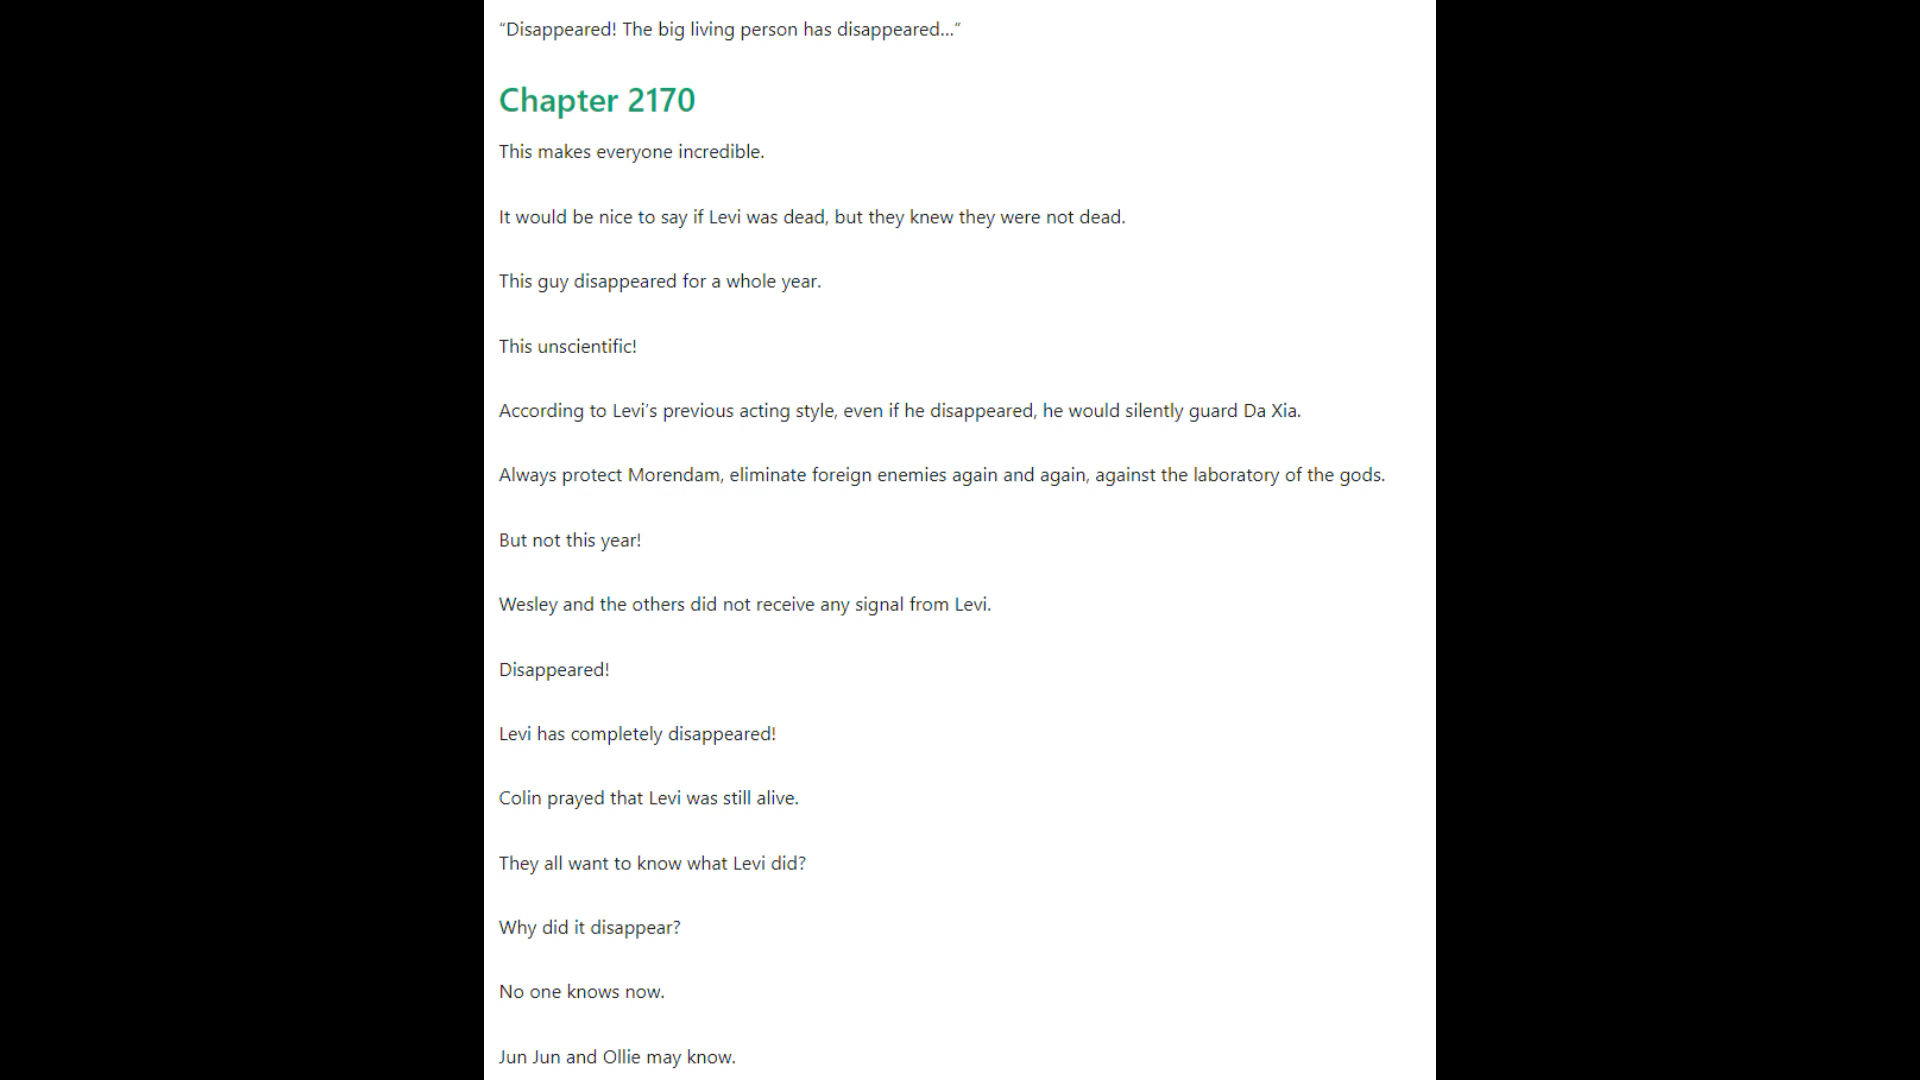 “Disappeared! The big living person has disappeared…”
Chapter 2170
This makes everyone incredible.
It would be nice to say if Levi was dead, but they knew they were not dead.
This guy disappeared for a whole year.
This unscientific!
According to Levi’s previous acting style, even if he disappeared, he would silently guard Da Xia.
Always protect Morendam, eliminate foreign enemies again and again, against the laboratory of the gods.
But not this year!
Wesley and the others did not receive any signal from Levi.
Disappeared!
Levi has completely disappeared!
Colin prayed that Levi was still alive.
They all want to know what Levi did?
Why did it disappear?
No one knows now.
Jun Jun and Ollie may know.